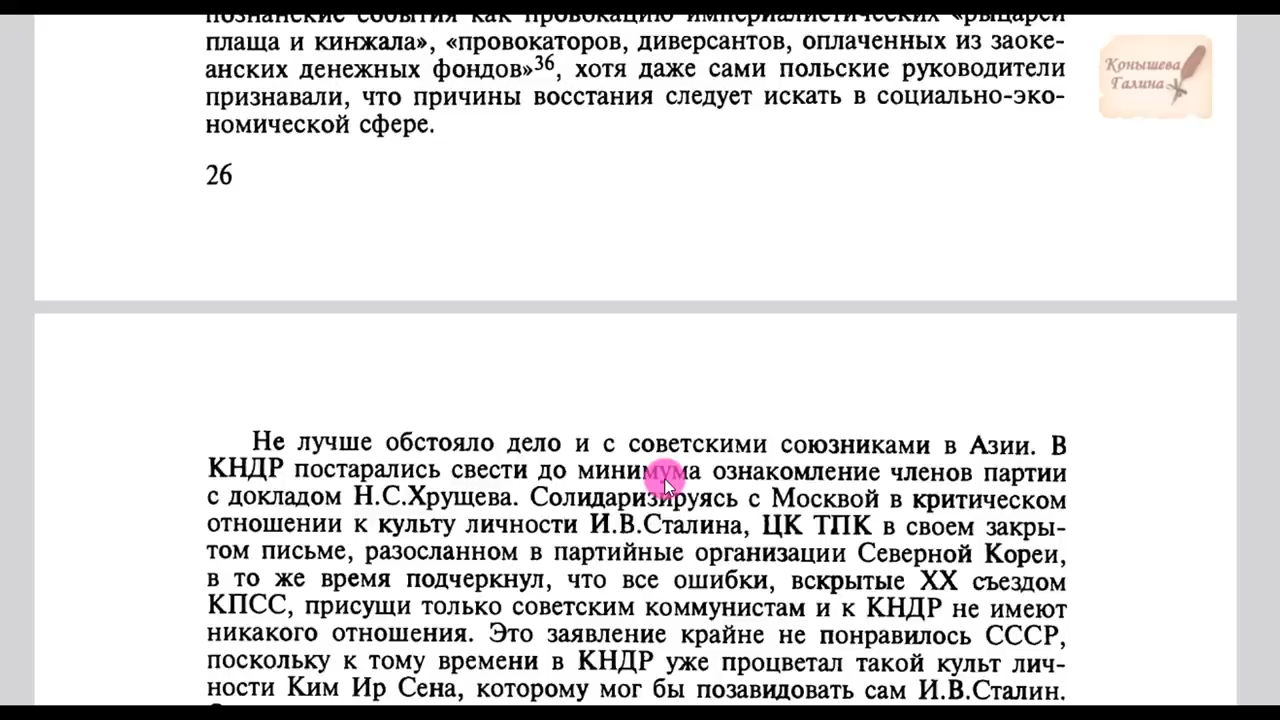 познанские события как провокацию империалистических «рыцарей
плаща и кинжала», «провокаторов, диверсантов, оплаченных из заоке-
анских денежных фондов»36, хотя даже сами польские руководители
признавали, что причины восстания следует искать в социально-эко-
номической сфере.
26
Конышева
Галина
Не лучше обстояло дело и с советскими союзниками в Азии. В
КНДР постарались свести до минимума ознакомление членов партии
с докладом Н.С.Хрущева. Солидаризируясь с Москвой в критическом
отношении к культу личности И.В.Сталина, ЦК ТПК в своем закры-
том письме, разосланном в партийные организации Северной Кореи,
в то же время подчеркнул, что все ошибки, вскрытые XX съездом
КПСС, присущи только советским коммунистам и к КНДР не имеют
никакого отношения. Это заявление крайне не понравилось СССР,
поскольку к тому времени в КНДР уже процветал такой культ лич-
ности Ким Ир Сена, которому мог бы позавидовать сам И.В.Сталин.